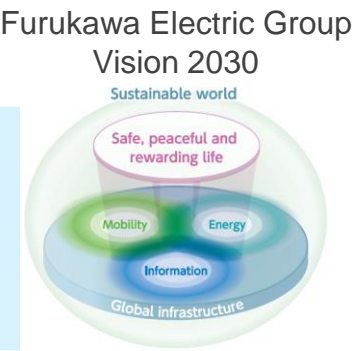 Furukawa Electric Group
Vision 2030
Sustainable world
Safe, peaceful and
rewarding life
Mobility
Energy
Information
Global infrastructure